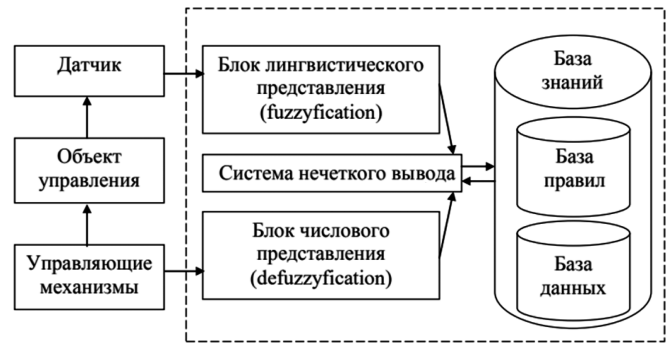 Датчик
Объект
управления
Управляющие
механизмы
Блок лингвистического
представления
(fuzzyfication)
Система нечеткого вывода
Блок числового
представления
(defuzzyfication)
База
знаний
База
правил
База
данных